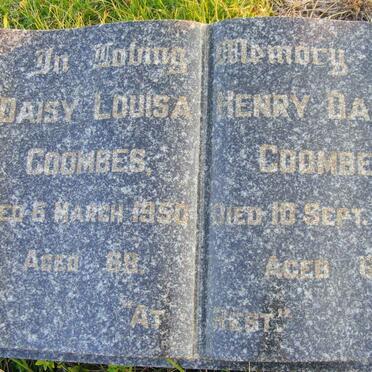 In Loving Memory
DAISY LOUISA HENRY DA
COOMBES, COOMBE
ED 6 MARCH 1950 DIED 10 SEPT.
AGED AGED
"AT REST."